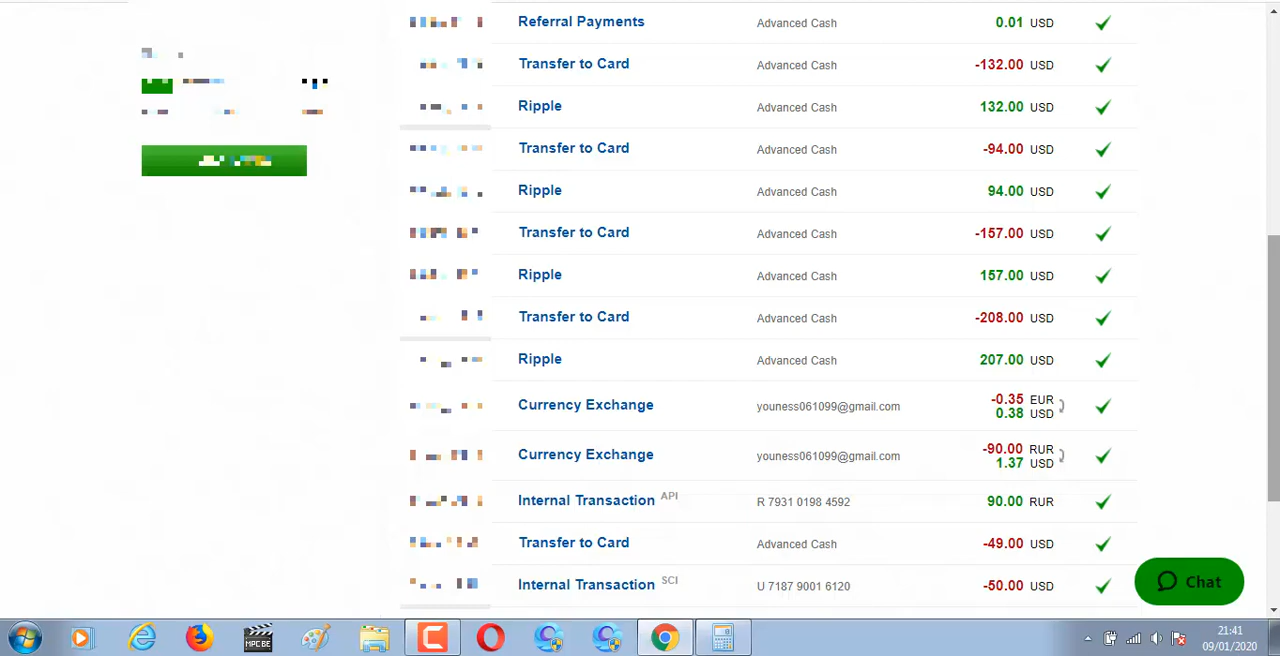 Referral Payments Advanced Cash 0.01 USD
Transfer to Card Advanced Cash -132.00 USD
Ripple Advanced Cash 132.00 USD
Transfer to Card Advanced Cash -94.00 USD
Ripple Advanced Cash 94.00 USD
Transfer to Card Advanced Cash -157.00 USD
Ripple Advanced Cash 157.00 USD
Transfer to Card Advanced Cash -208.00 USD
Ripple Advanced Cash 207.00 USD
Currency Exchange youness061099@gmail.com -0.35 EUR
0.38 USD
Currency Exchange youness061099@gmail.com -90.00 RUR
1.37 USD
Internal Transaction API R 7931 0198 4592 90.00 RUR
Transfer to Card Advanced Cash -49.00 USD
Internal Transaction SCI U 7187 9001 6120 -50.00 USD
Chat
MPC BE
21:41
09/01/2020